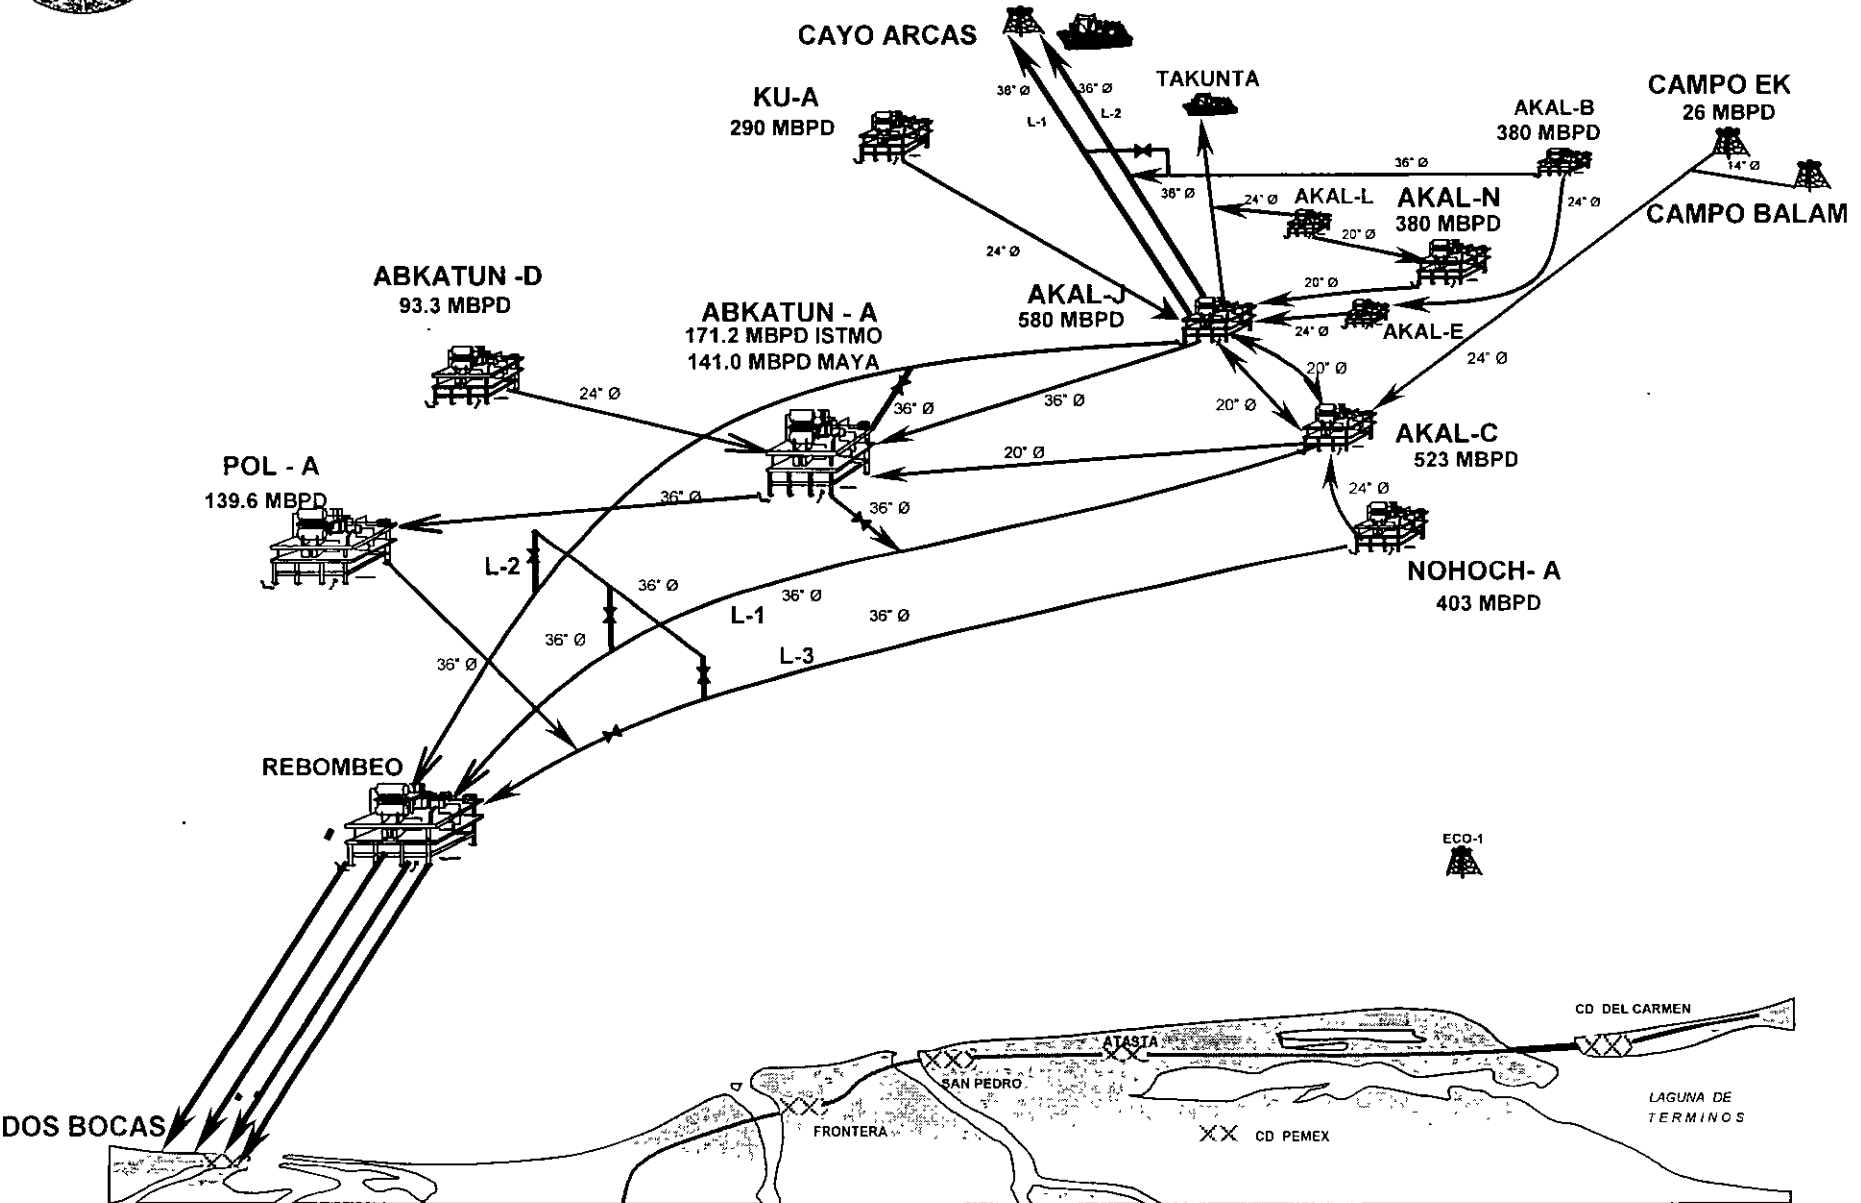 CAYO ARCAS
TAKUNTA
KU-A
290 MBPD
36" Ø
36" Ø
L-1
L-2
AKAL-B
380 MBPD
CAMPO EK
26 MBPD
14" Ø
CAMPO BALAM
36" Ø
36" Ø
24" Ø
AKAL-L
AKAL-N
380 MBPD
24" Ø
20" Ø
24" Ø
ABKATUN -D
93.3 MBPD
ABKATUN - A
171.2 MBPD ISTMO
141.0 MBPD MAYA
AKAL-J
580 MBPD
20" Ø
24" Ø
AKAL-E
24" Ø
20" Ø
24" Ø
36" Ø
36" Ø
20" Ø
AKAL-C
523 MBPD
20" Ø
POL - A
139.6 MBPD
36" Ø
36" Ø
24" Ø
NOHOCH- A
403 MBPD
L-2
36" Ø
36" Ø
L-1
36" Ø
36" Ø
L-3
36" Ø
REBOMBEO
ECO-1
CD DEL CARMEN
ATASTA
SAN PEDRO
LAGUNA DE
TERMINOS
FRONTERA
CD PEMEX
DOS BOCAS